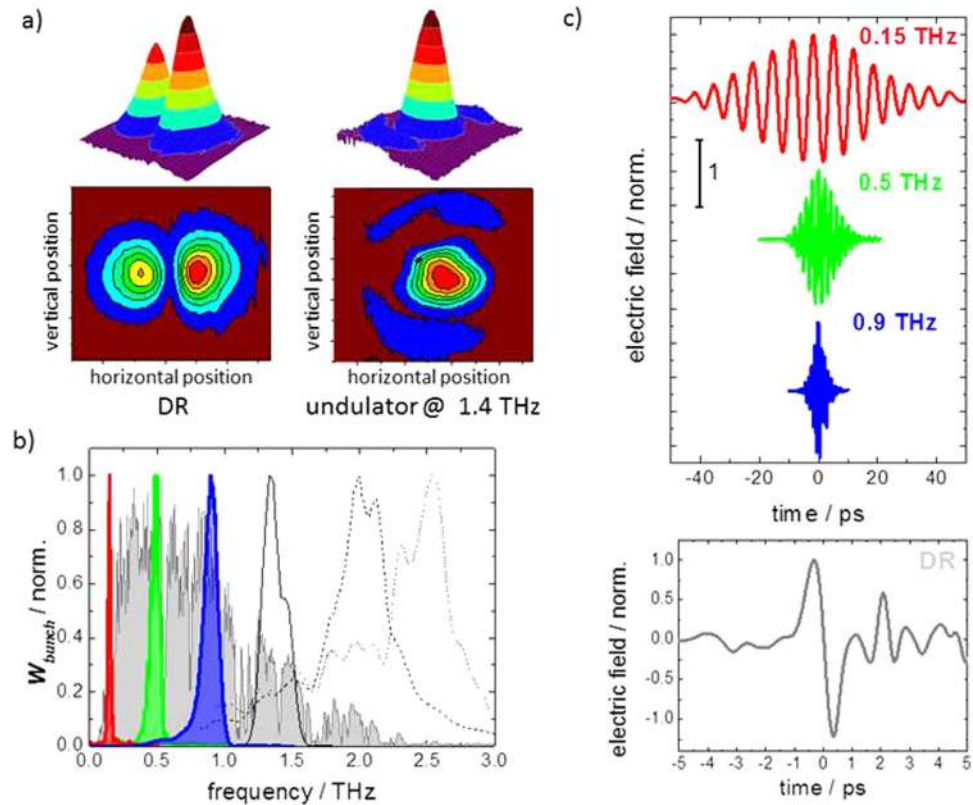 a)
vertical position
vertical position
horizontal position
horizontal position
DR
undulator @ 1.4 THz
b)
W_bunch / norm.
1.0
0.8
0.6
0.4
0.2
0.0
0.0 0.5 1.0 1.5 2.0 2.5 3.0
frequency / THz
c)
0.15 THz
1
0.5 THz
0.9 THz
electric field / norm.
-40 -20 0 20 40
time / ps
DR
electric field / norm.
1.0
0.5
0.0
-0.5
-1.0
-5 -4 -3 -2 -1 0 1 2 3 4 5
time / ps